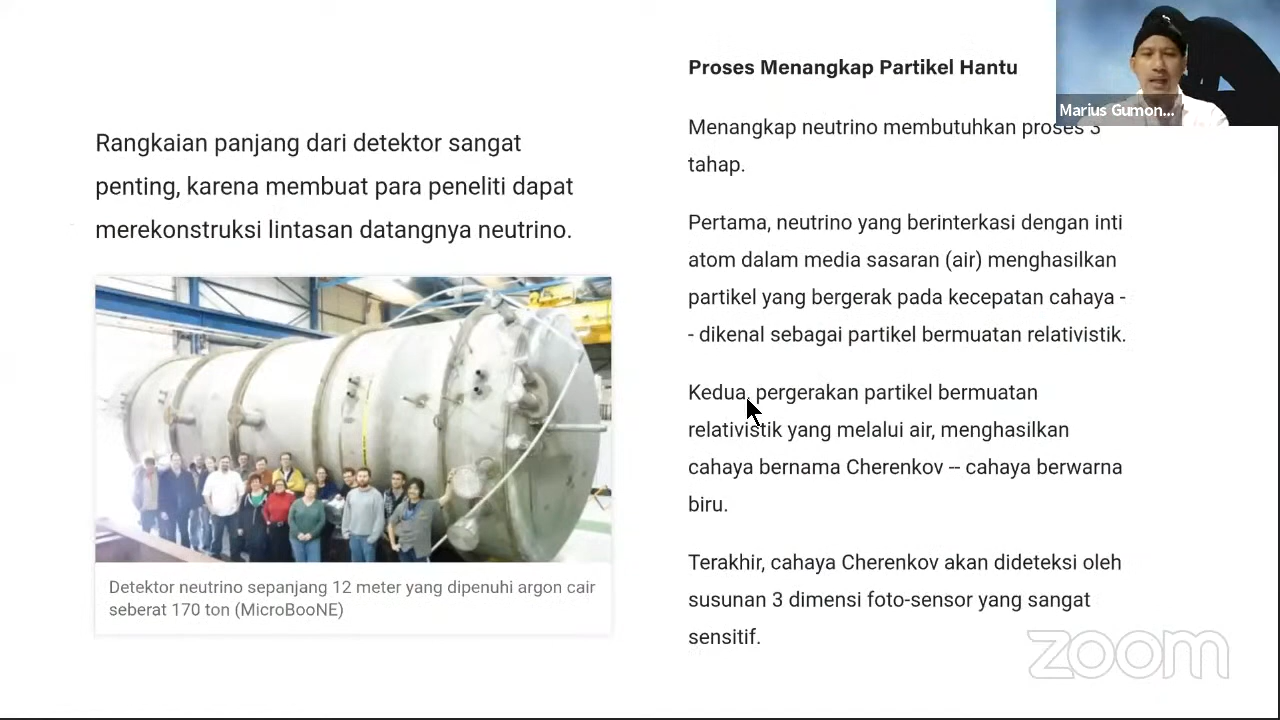 Rangkaian panjang dari detektor sangat
penting, karena membuat para peneliti dapat
merekonstruksi lintasan datangnya neutrino.
Detektor neutrino sepanjang 12 meter yang dipenuhi argon cair
seberat 170 ton (MicroBooNE)
Proses Menangkap Partikel Hantu
Menangkap neutrino membutuhkan proses 3
tahap.
Pertama, neutrino yang berinterkasi dengan inti
atom dalam media sasaran (air) menghasilkan
partikel yang bergerak pada kecepatan cahaya -
- dikenal sebagai partikel bermuatan relativistik.
Kedua, pergerakan partikel bermuatan
relativistik yang melalui air, menghasilkan
cahaya bernama Cherenkov -- cahaya berwarna
biru.
Terakhir, cahaya Cherenkov akan dideteksi oleh
susunan 3 dimensi foto-sensor yang sangat
sensitif.
Marius Gumon...
zoom